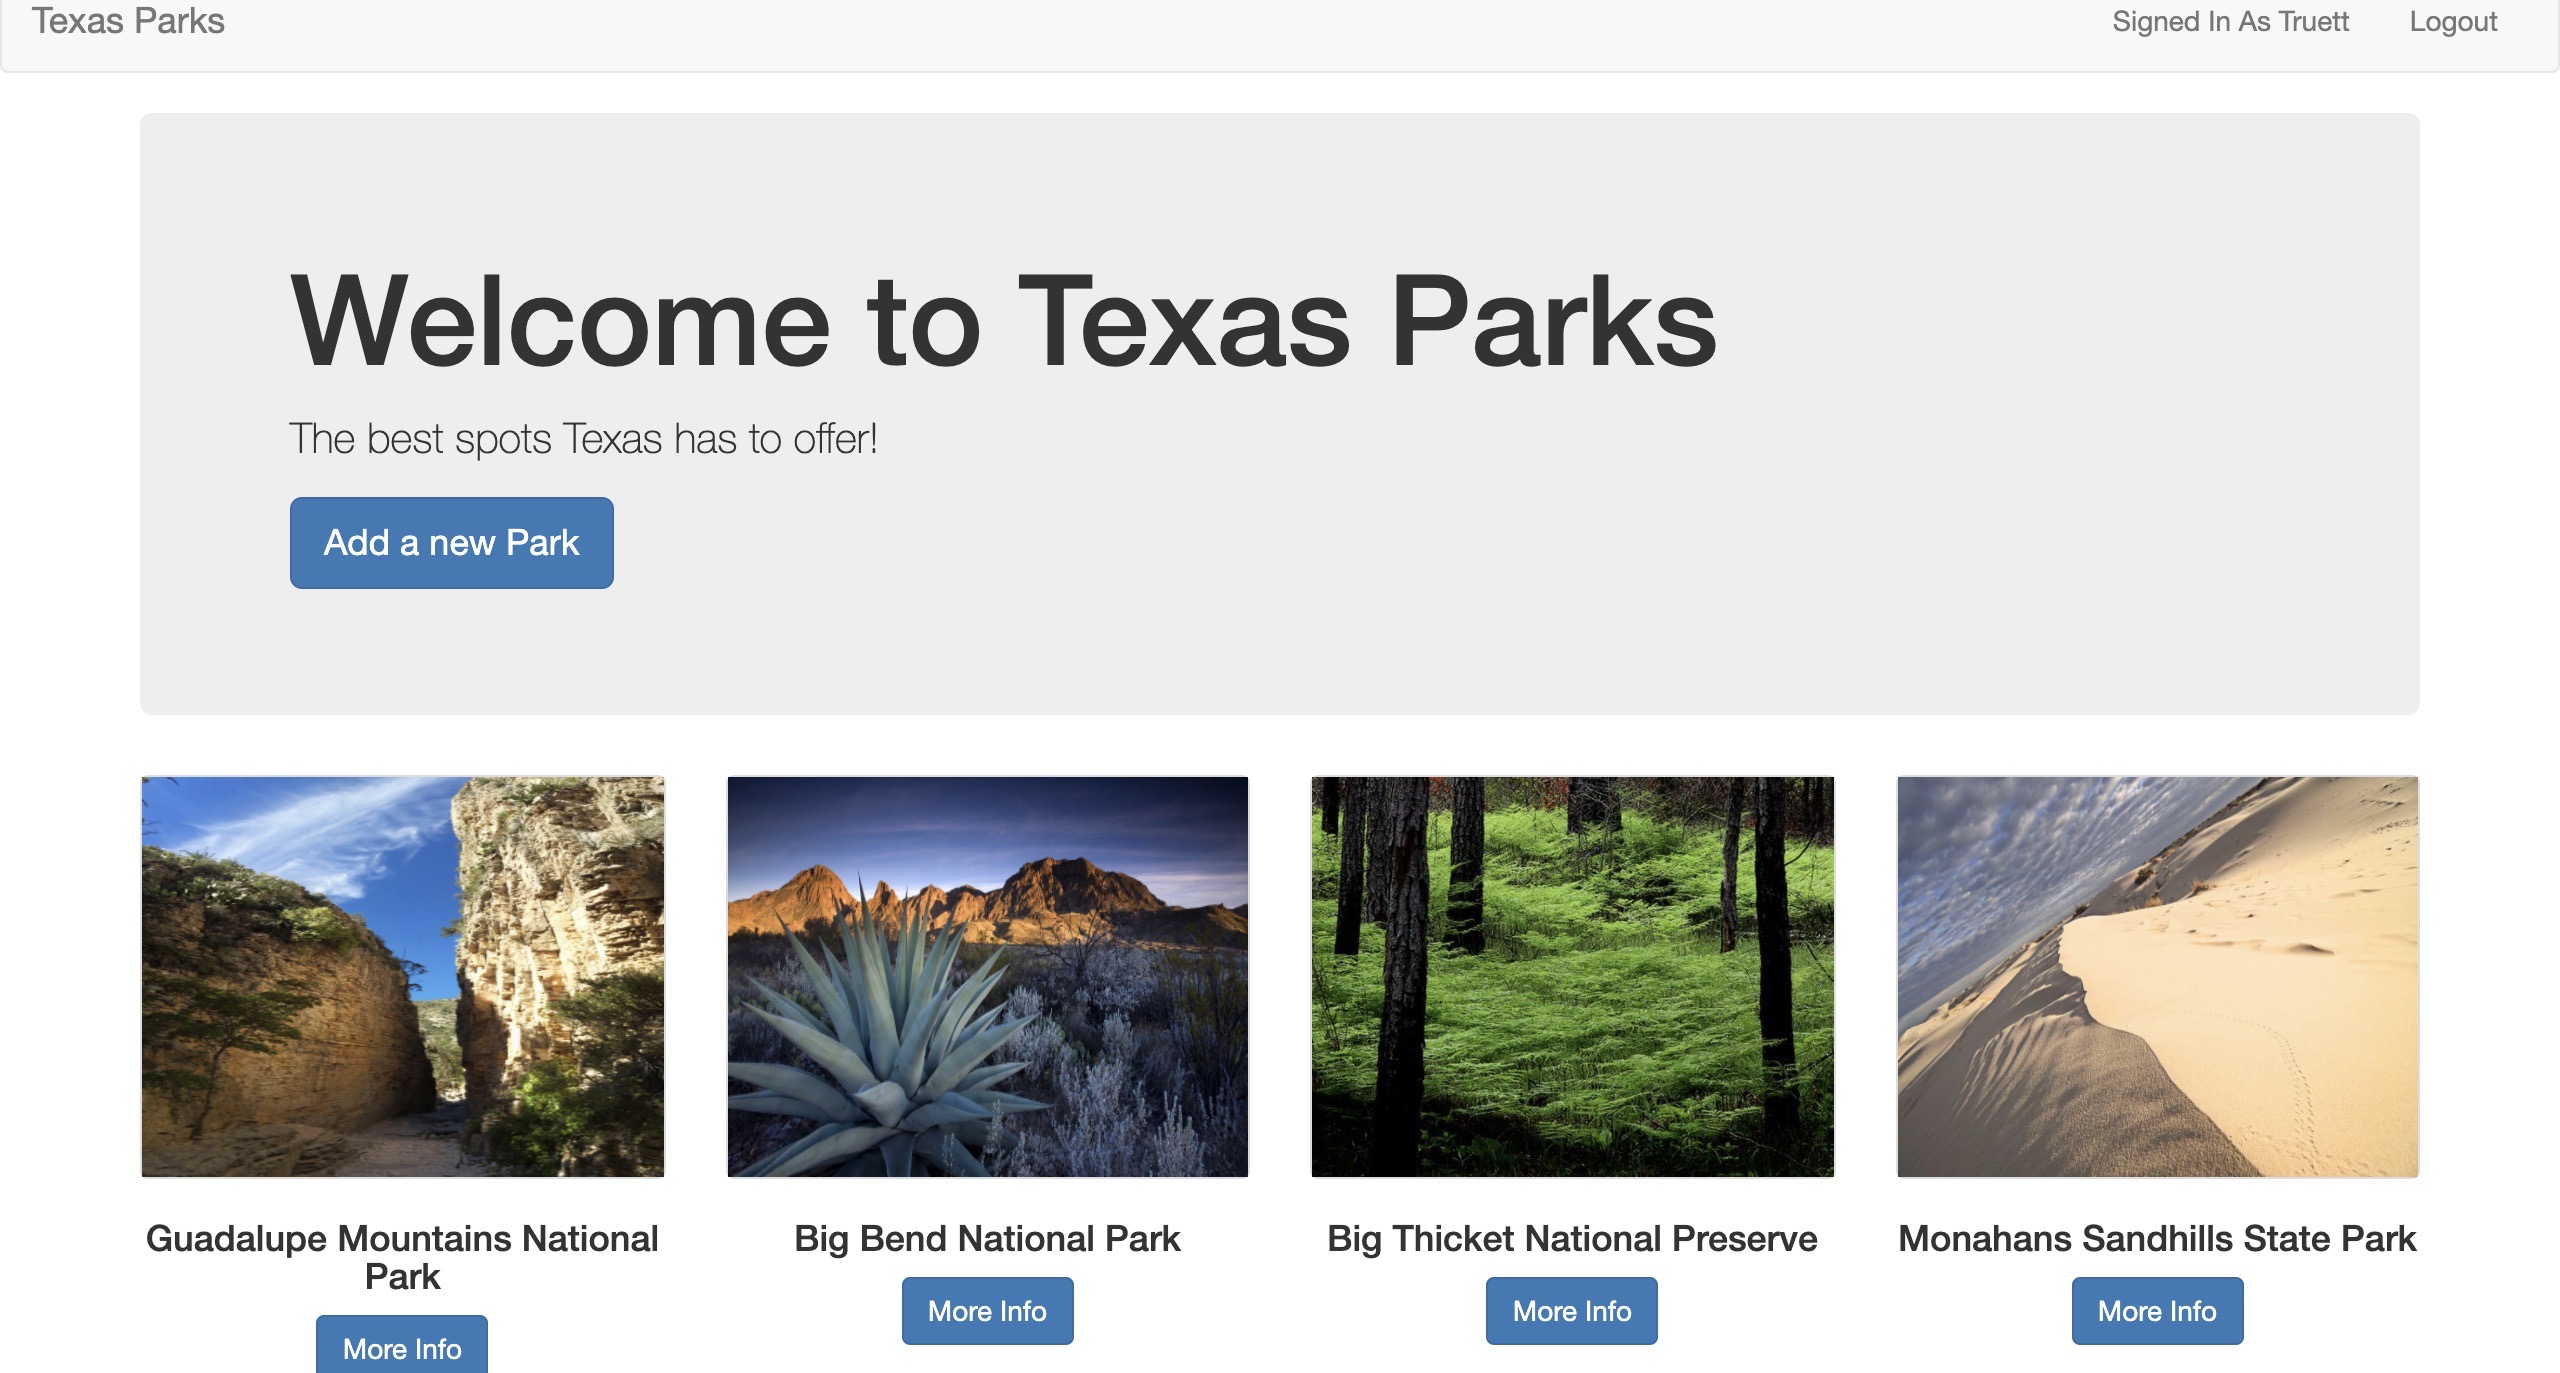 Texas Parks Signed In As Truett Logout
Welcome to Texas Parks
The best spots Texas has to offer!
Add a new Park
Guadalupe Mountains National
Park
More Info
Big Bend National Park
More Info
Big Thicket National Preserve
More Info
Monahans Sandhills State Park
More Info